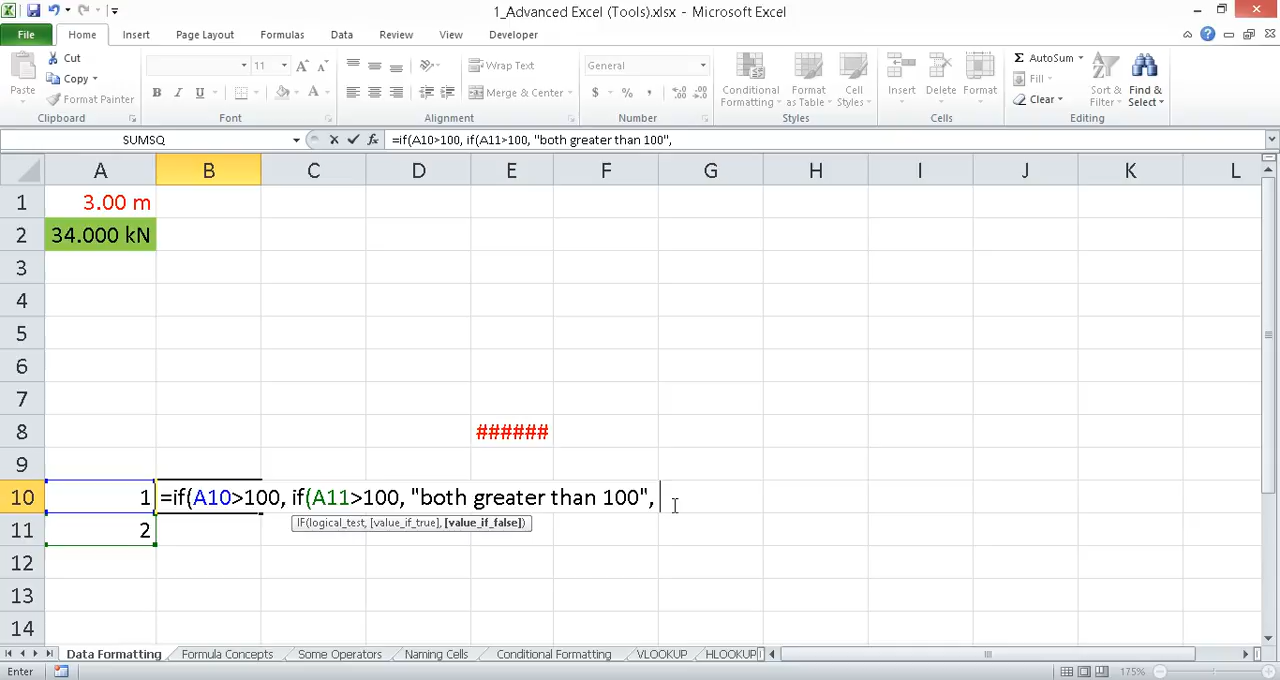 1_Advanced Excel (Tools).xlsx - Microsoft Excel
File Home Insert Page Layout Formulas Data Review View Developer
Paste
Cut
Copy
Format Painter
Clipboard
11
B I U
Font
Wrap Text
Merge & Center
Alignment
General
$ % ,
Number
Conditional Formatting
Format as Table
Cell Styles
Styles
Insert Delete Format
Cells
Σ AutoSum
Fill
Clear
Sort & Filter
Find & Select
Editing
SUMSQ fx =if(A10>100, if(A11>100, "both greater than 100",
A B C D E F G H I J K L
1 3.00 m
2 34.000 kN
3
4
5
6
7
8 ######
9
10 1 =if(A10>100, if(A11>100, "both greater than 100",
IF(logical_test, [value_if_true], [value_if_false])
11 2
12
13
14
Data Formatting Formula Concepts Some Operators Naming Cells Conditional Formatting VLOOKUP HLOOKUP
Enter 175%